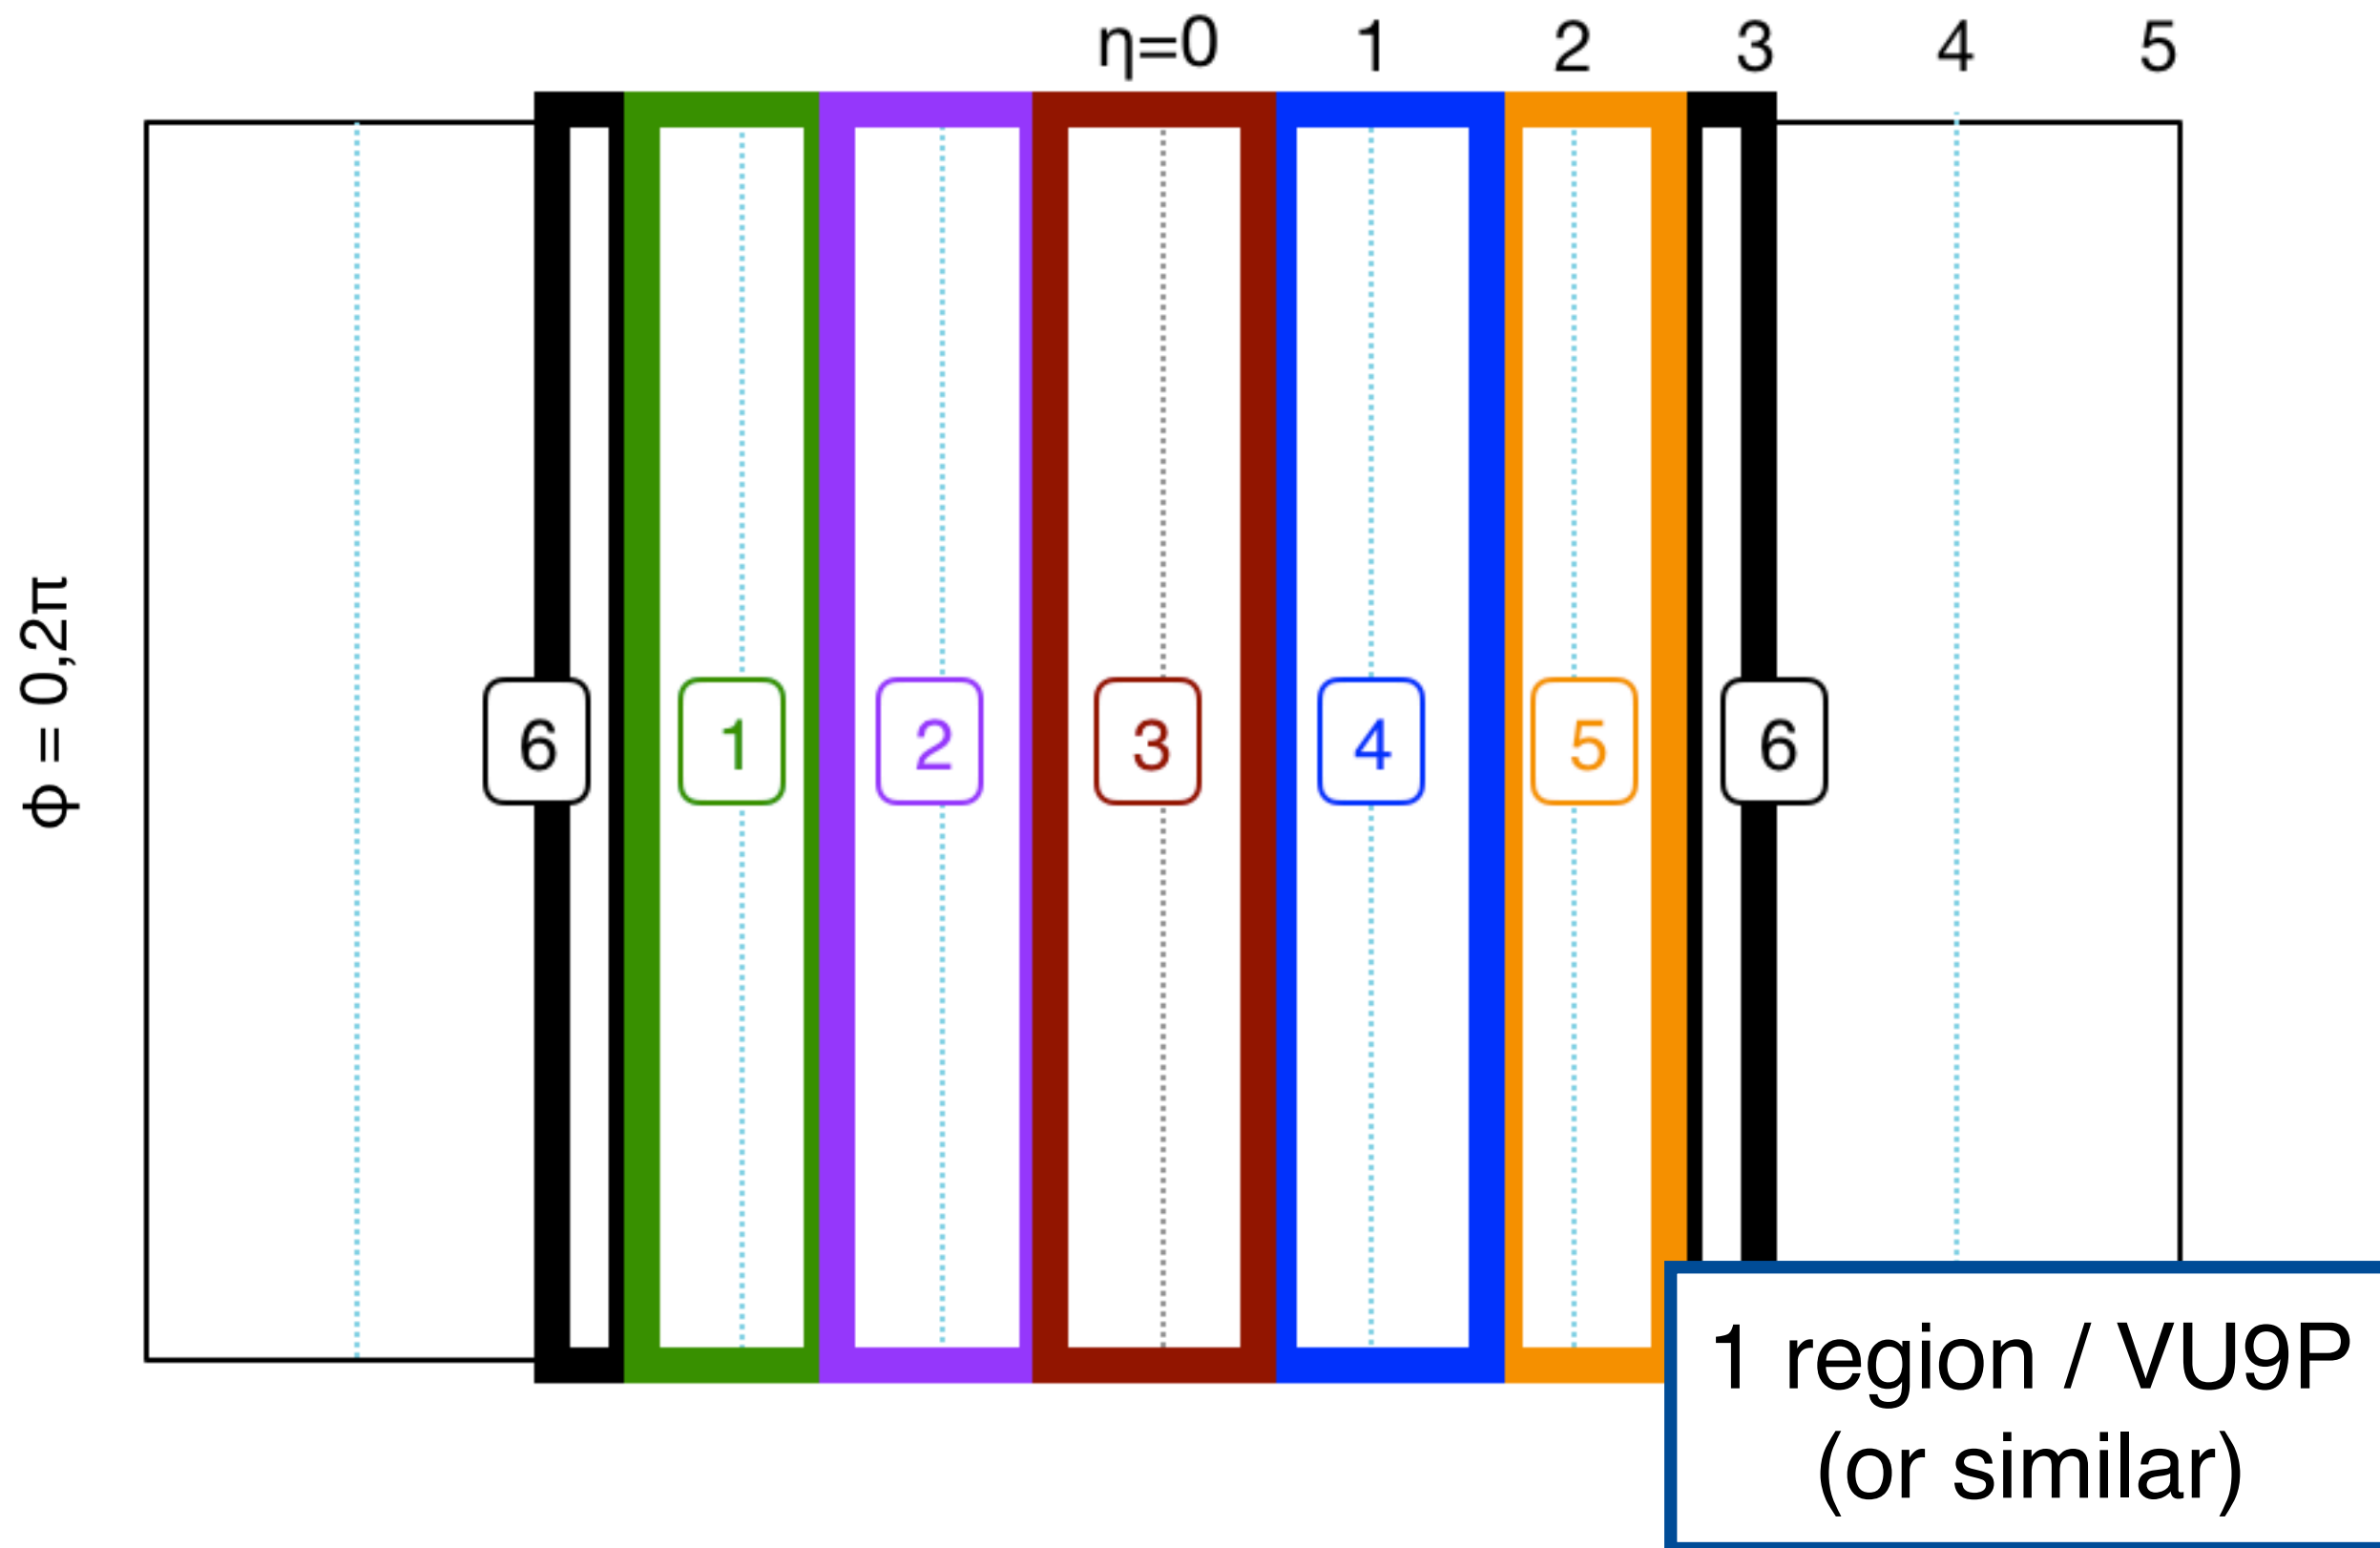 η=0 1 2 3 4 5
ϕ = 0,2π
6 1 2 3 4 5 6
1 region / VU9P
(or similar)